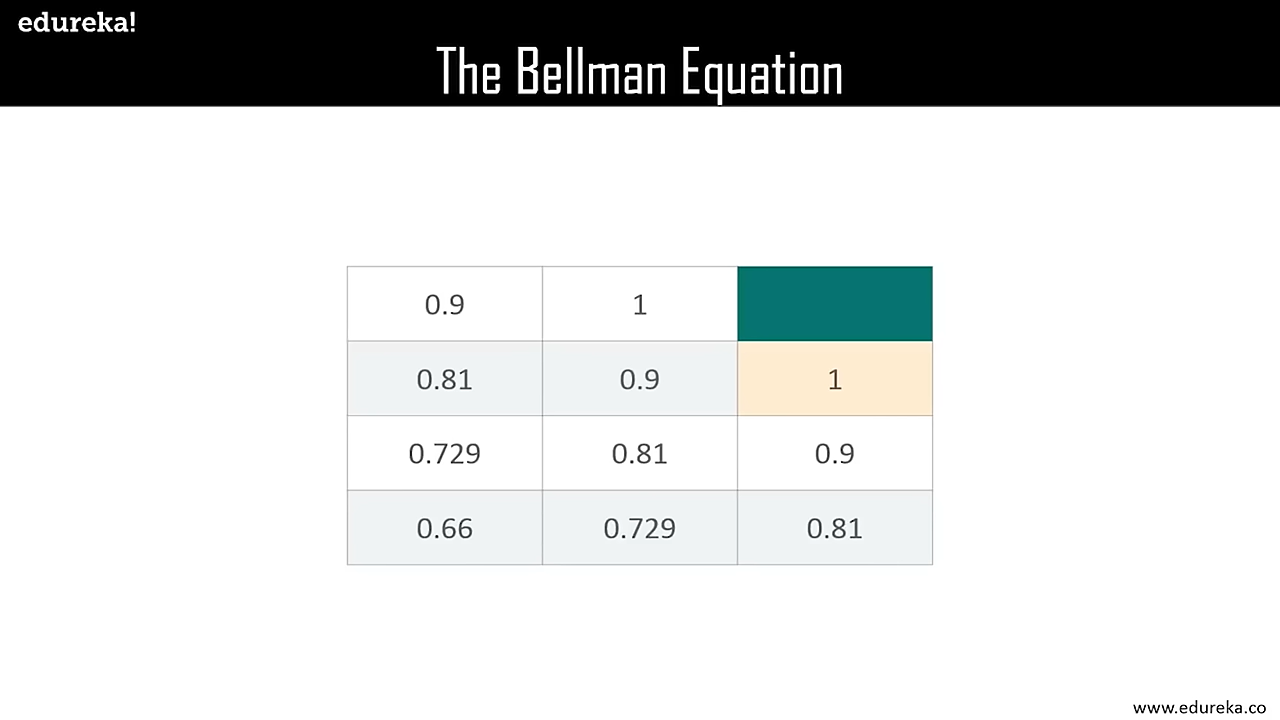 edureka!
The Bellman Equation
0.9 1
0.81 0.9 1
0.729 0.81 0.9
0.66 0.729 0.81
www.edureka.co